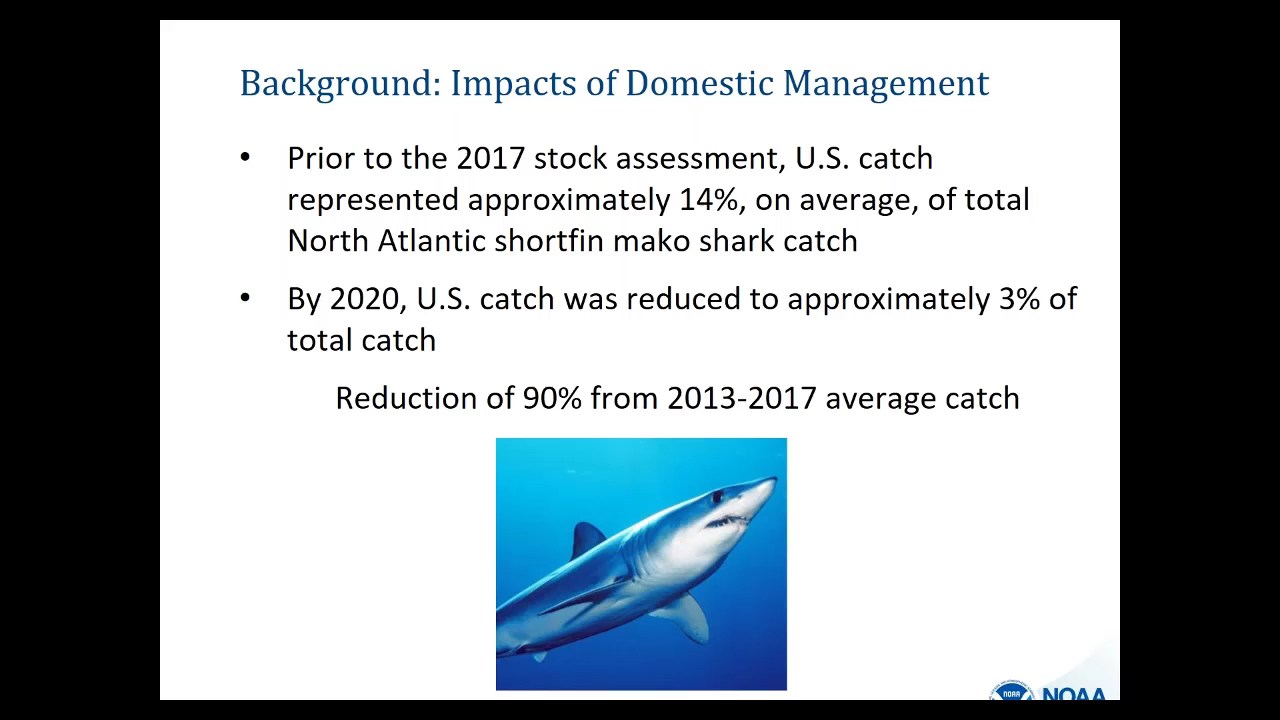 Background: Impacts of Domestic Management
• Prior to the 2017 stock assessment, U.S. catch
represented approximately 14%, on average, of total
North Atlantic shortfin mako shark catch
• By 2020, U.S. catch was reduced to approximately 3% of
total catch
Reduction of 90% from 2013-2017 average catch
NOAA NOAA